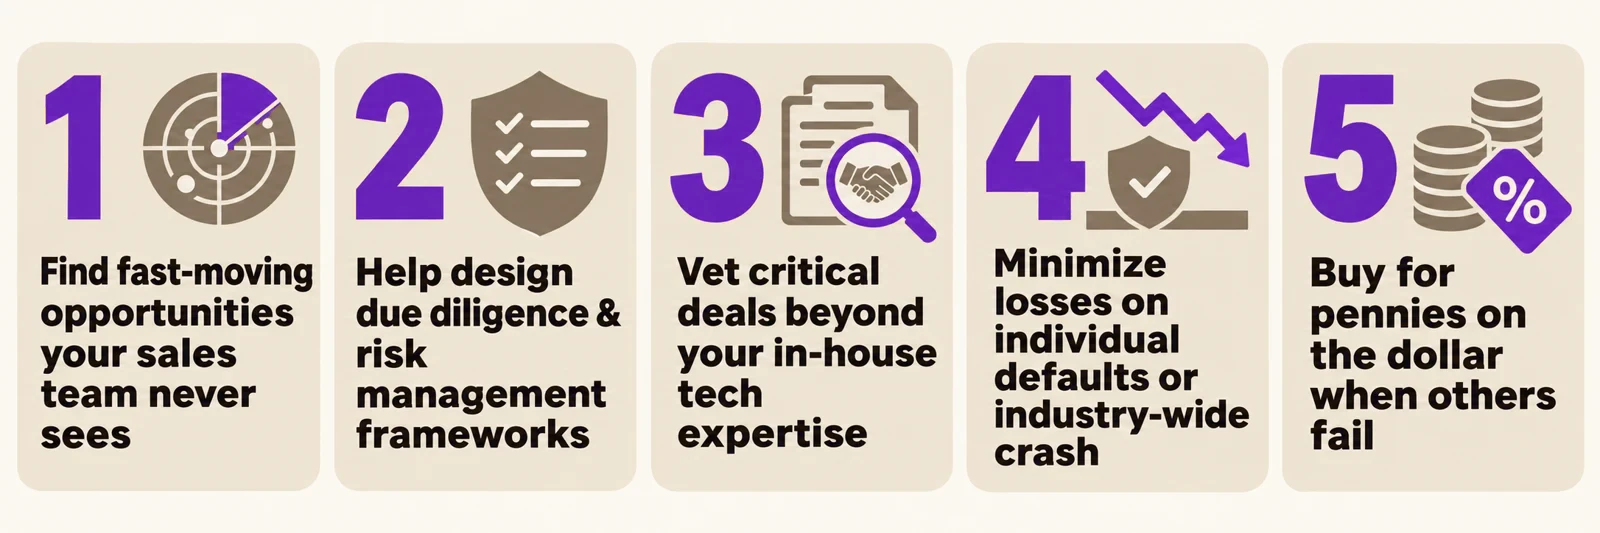 1
Find fast-moving
opportunities
your sales
team never
sees
2
Help design
due diligence &
risk
management
frameworks
3
Vet critical
deals beyond
your in-house
tech
expertise
4
Minimize
losses on
individual
defaults or
industry-wide
crash
5
%
Buy for
pennies on
the dollar
when others
fail